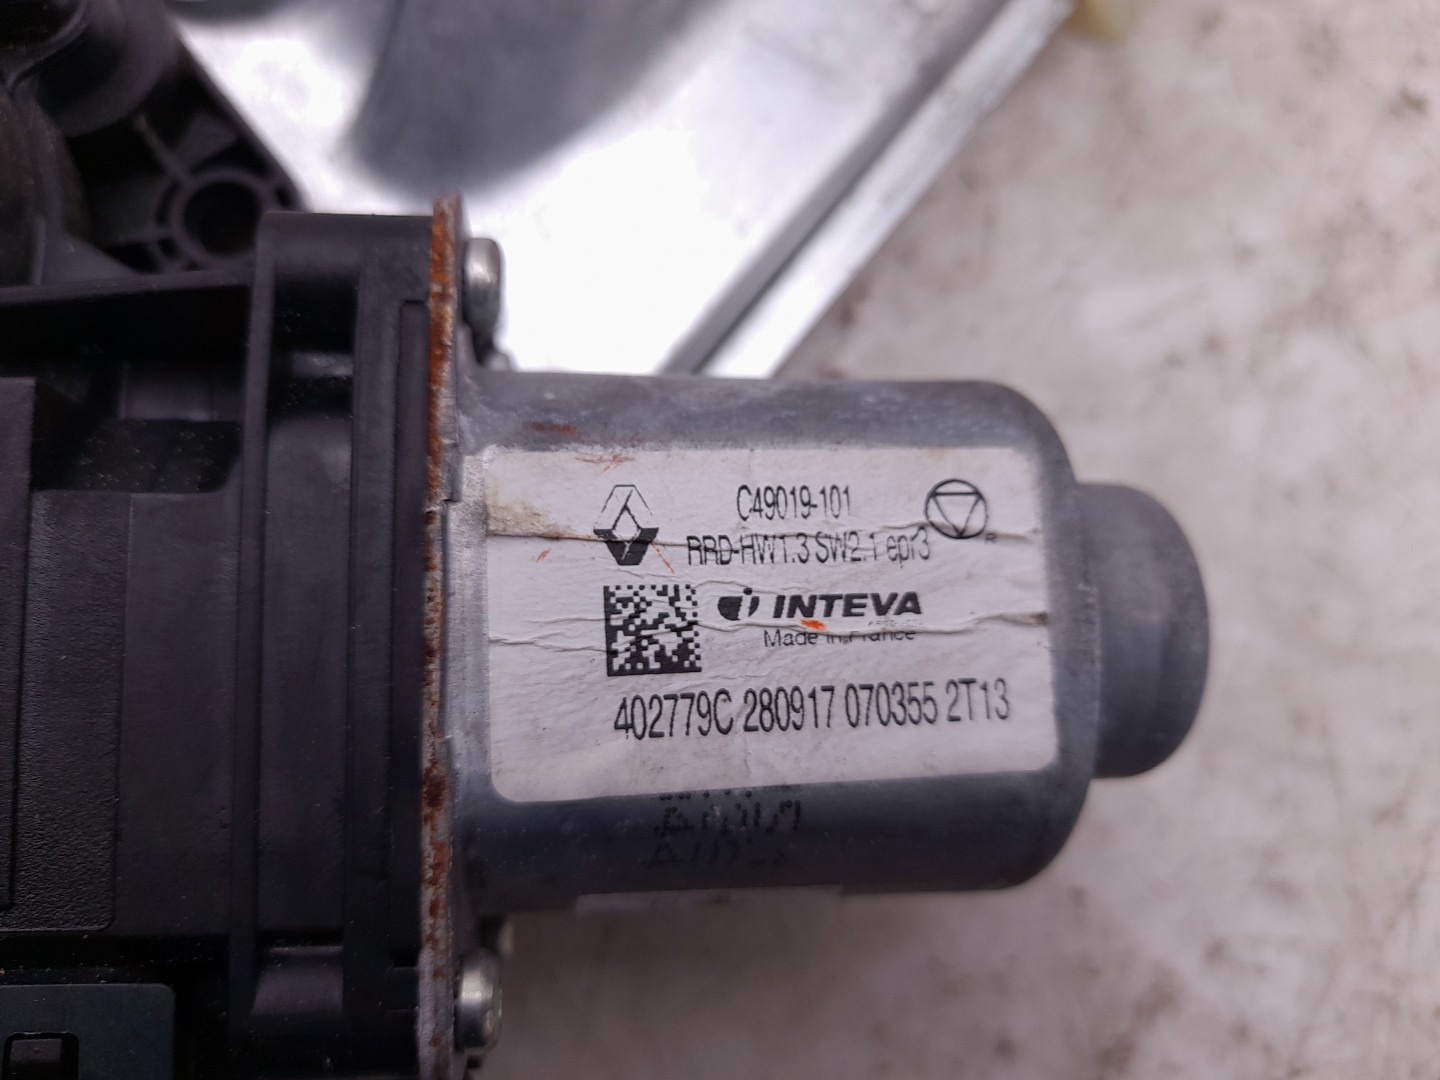 C49019-101
RRD-HW1.3 SW2.1 epr3
R
INTEVA
Made in France
402779C 280917 070355 2T13